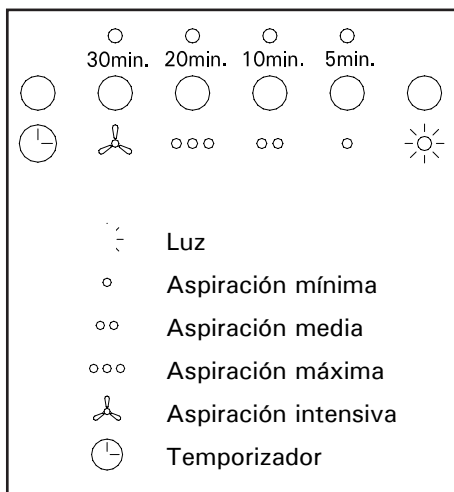 30min. 20min. 10min. 5min.
Luz
Aspiración mínima
Aspiración media
Aspiración máxima
Aspiración intensiva
Temporizador